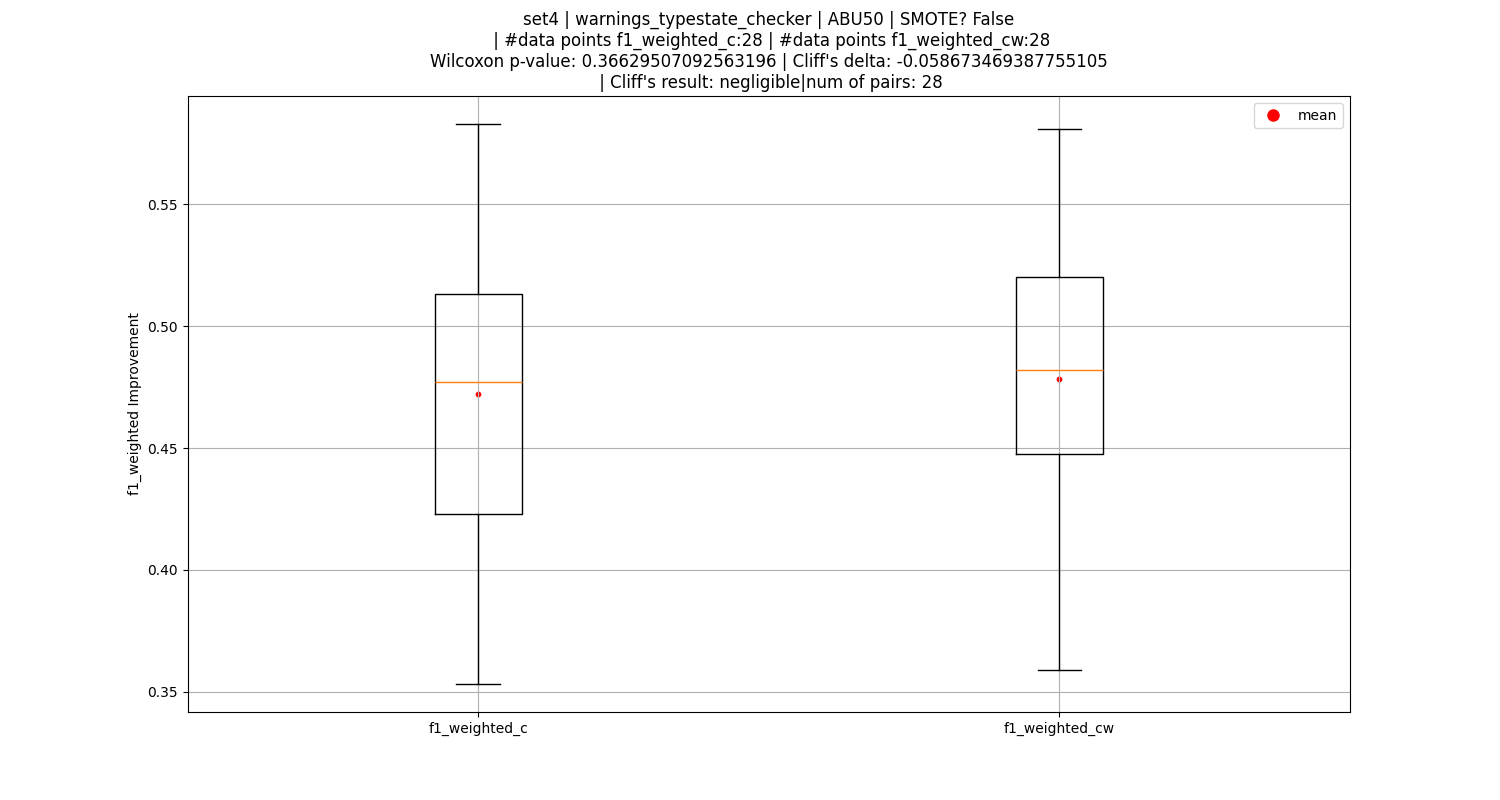 set4 | warnings_typestate_checker | ABU50 | SMOTE? False
| #data points f1_weighted_c:28 | #data points f1_weighted_cw:28
Wilcoxon p-value: 0.36629507092563196 | Cliff's delta: -0.058673469387755105
| Cliff's result: negligible|num of pairs: 28
mean
f1_weighted Improvement
0.55
0.50
0.45
0.40
0.35
f1_weighted_c
f1_weighted_cw